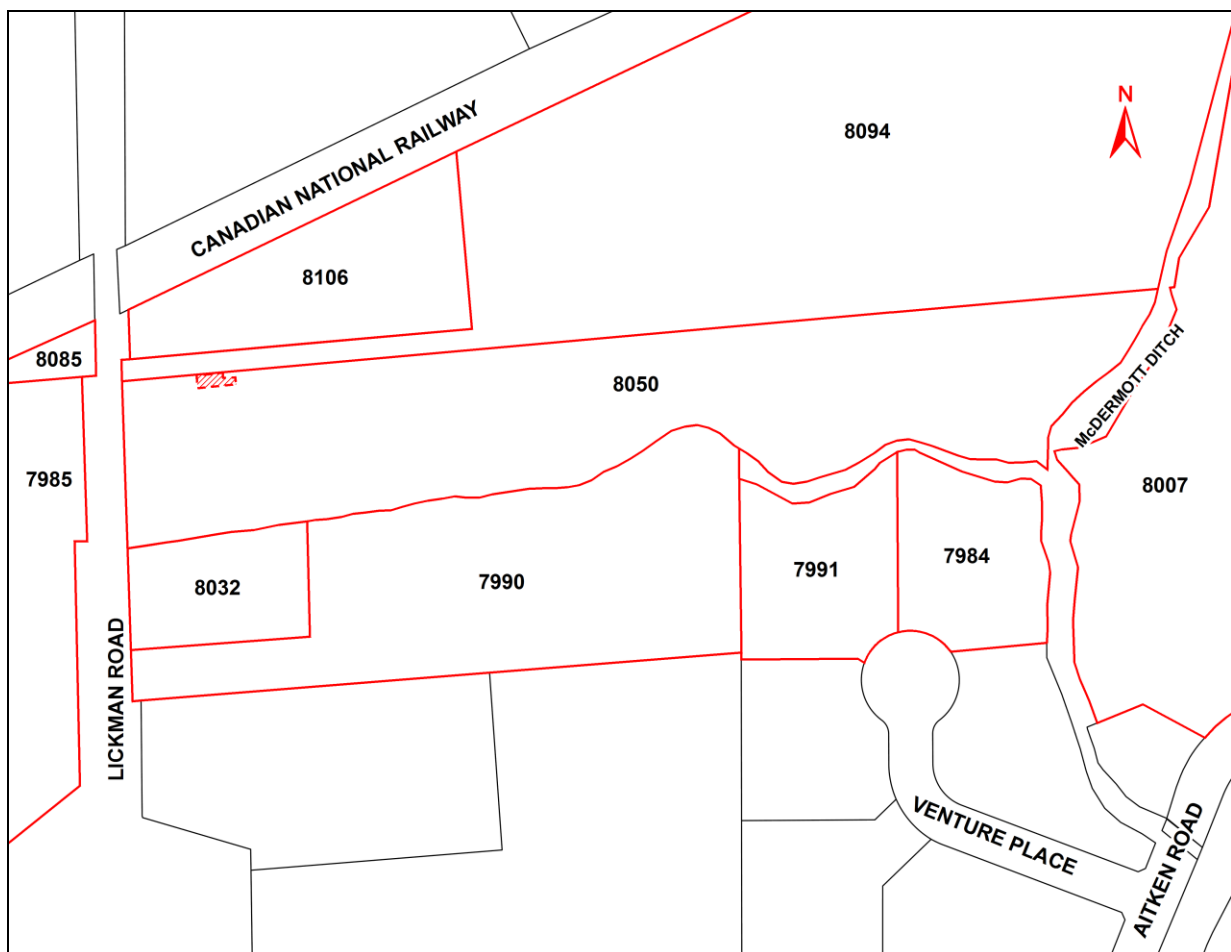 N
8094
CANADIAN NATIONAL RAILWAY
8106
8085
8050
McDERMOTT DITCH
7985
8007
7984
7991
7990
8032
LICKMAN ROAD
VENTURE PLACE
AITKEN ROAD